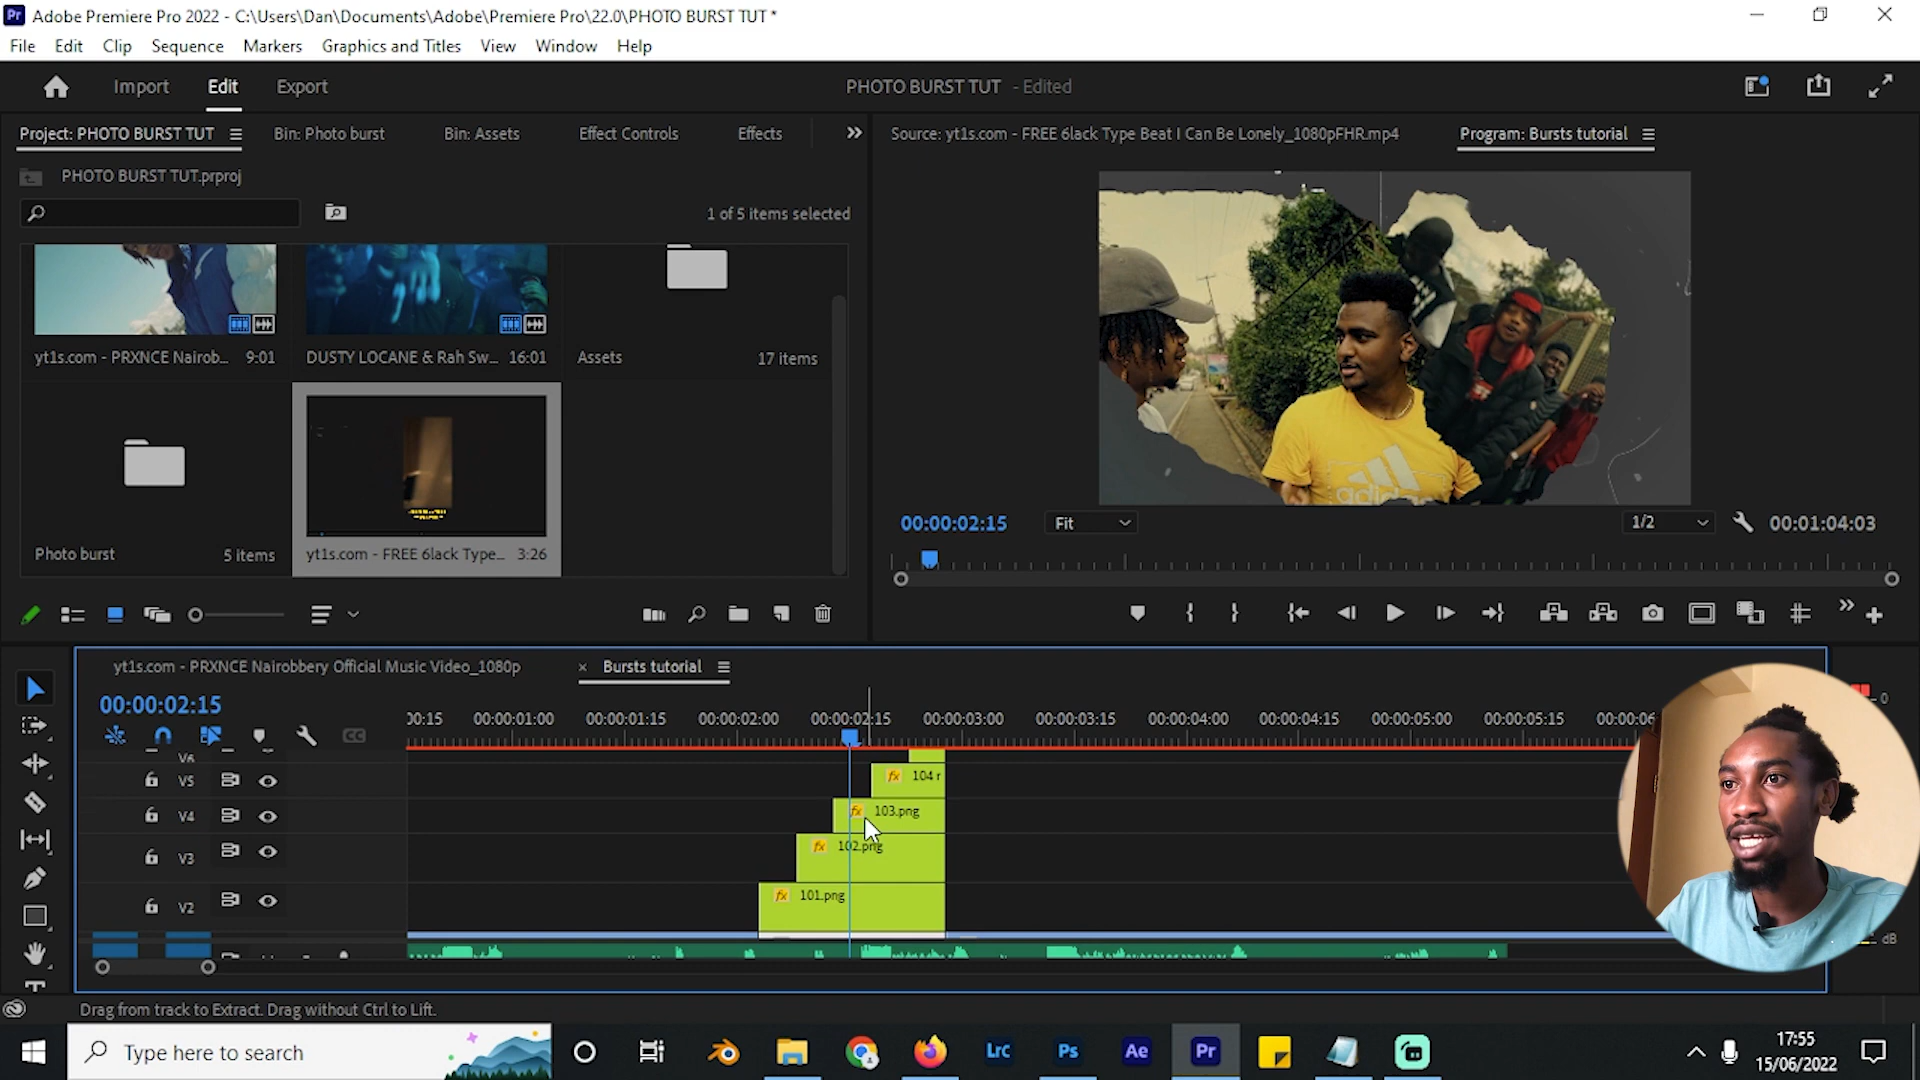 Pr Adobe Premiere Pro 2022 - C:\Users\Dan\Documents\Adobe\Premiere Pro\22.0\PHOTO BURST TUT *
File Edit Clip Sequence Markers Graphics and Titles View Window Help
Import Edit Export PHOTO BURST TUT - Edited
Project: PHOTO BURST TUT Bin: Photo burst Bin: Assets Effect Controls Effects
Source: yt1s.com - FREE 6lack Type Beat I Can Be Lonely_1080pFHR.mp4 Program: Bursts tutorial
PHOTO BURST TUT.prproj
1 of 5 items selected
yt1s.com - PRXNCE Nairob... 9:01 DUSTY LOCANE & Rah Sw... 16:01 Assets 17 items
adidas
Photo burst 5 items yt1s.com - FREE 6lack Type... 3:26
00:00:02:15 Fit 1/2 00:01:04:03
yt1s.com - PRXNCE Nairobbery Official Music Video_1080p × Bursts tutorial
00:00:02:15
00:15 00:00:01:00 00:00:01:15 00:00:02:00 00:00:02:15 00:00:03:00 00:00:03:15 00:00:04:00 00:00:04:15 00:00:05:00 00:00:05:15 00:00:06
CC
0
V6
V5 fx 104 r
V4 fx 103.png
V3 fx 102.png
V2 fx 101.png
dB
Drag from track to Extract. Drag without Ctrl to Lift.
Type here to search LrC Ps Ae Pr 17:55
15/06/2022